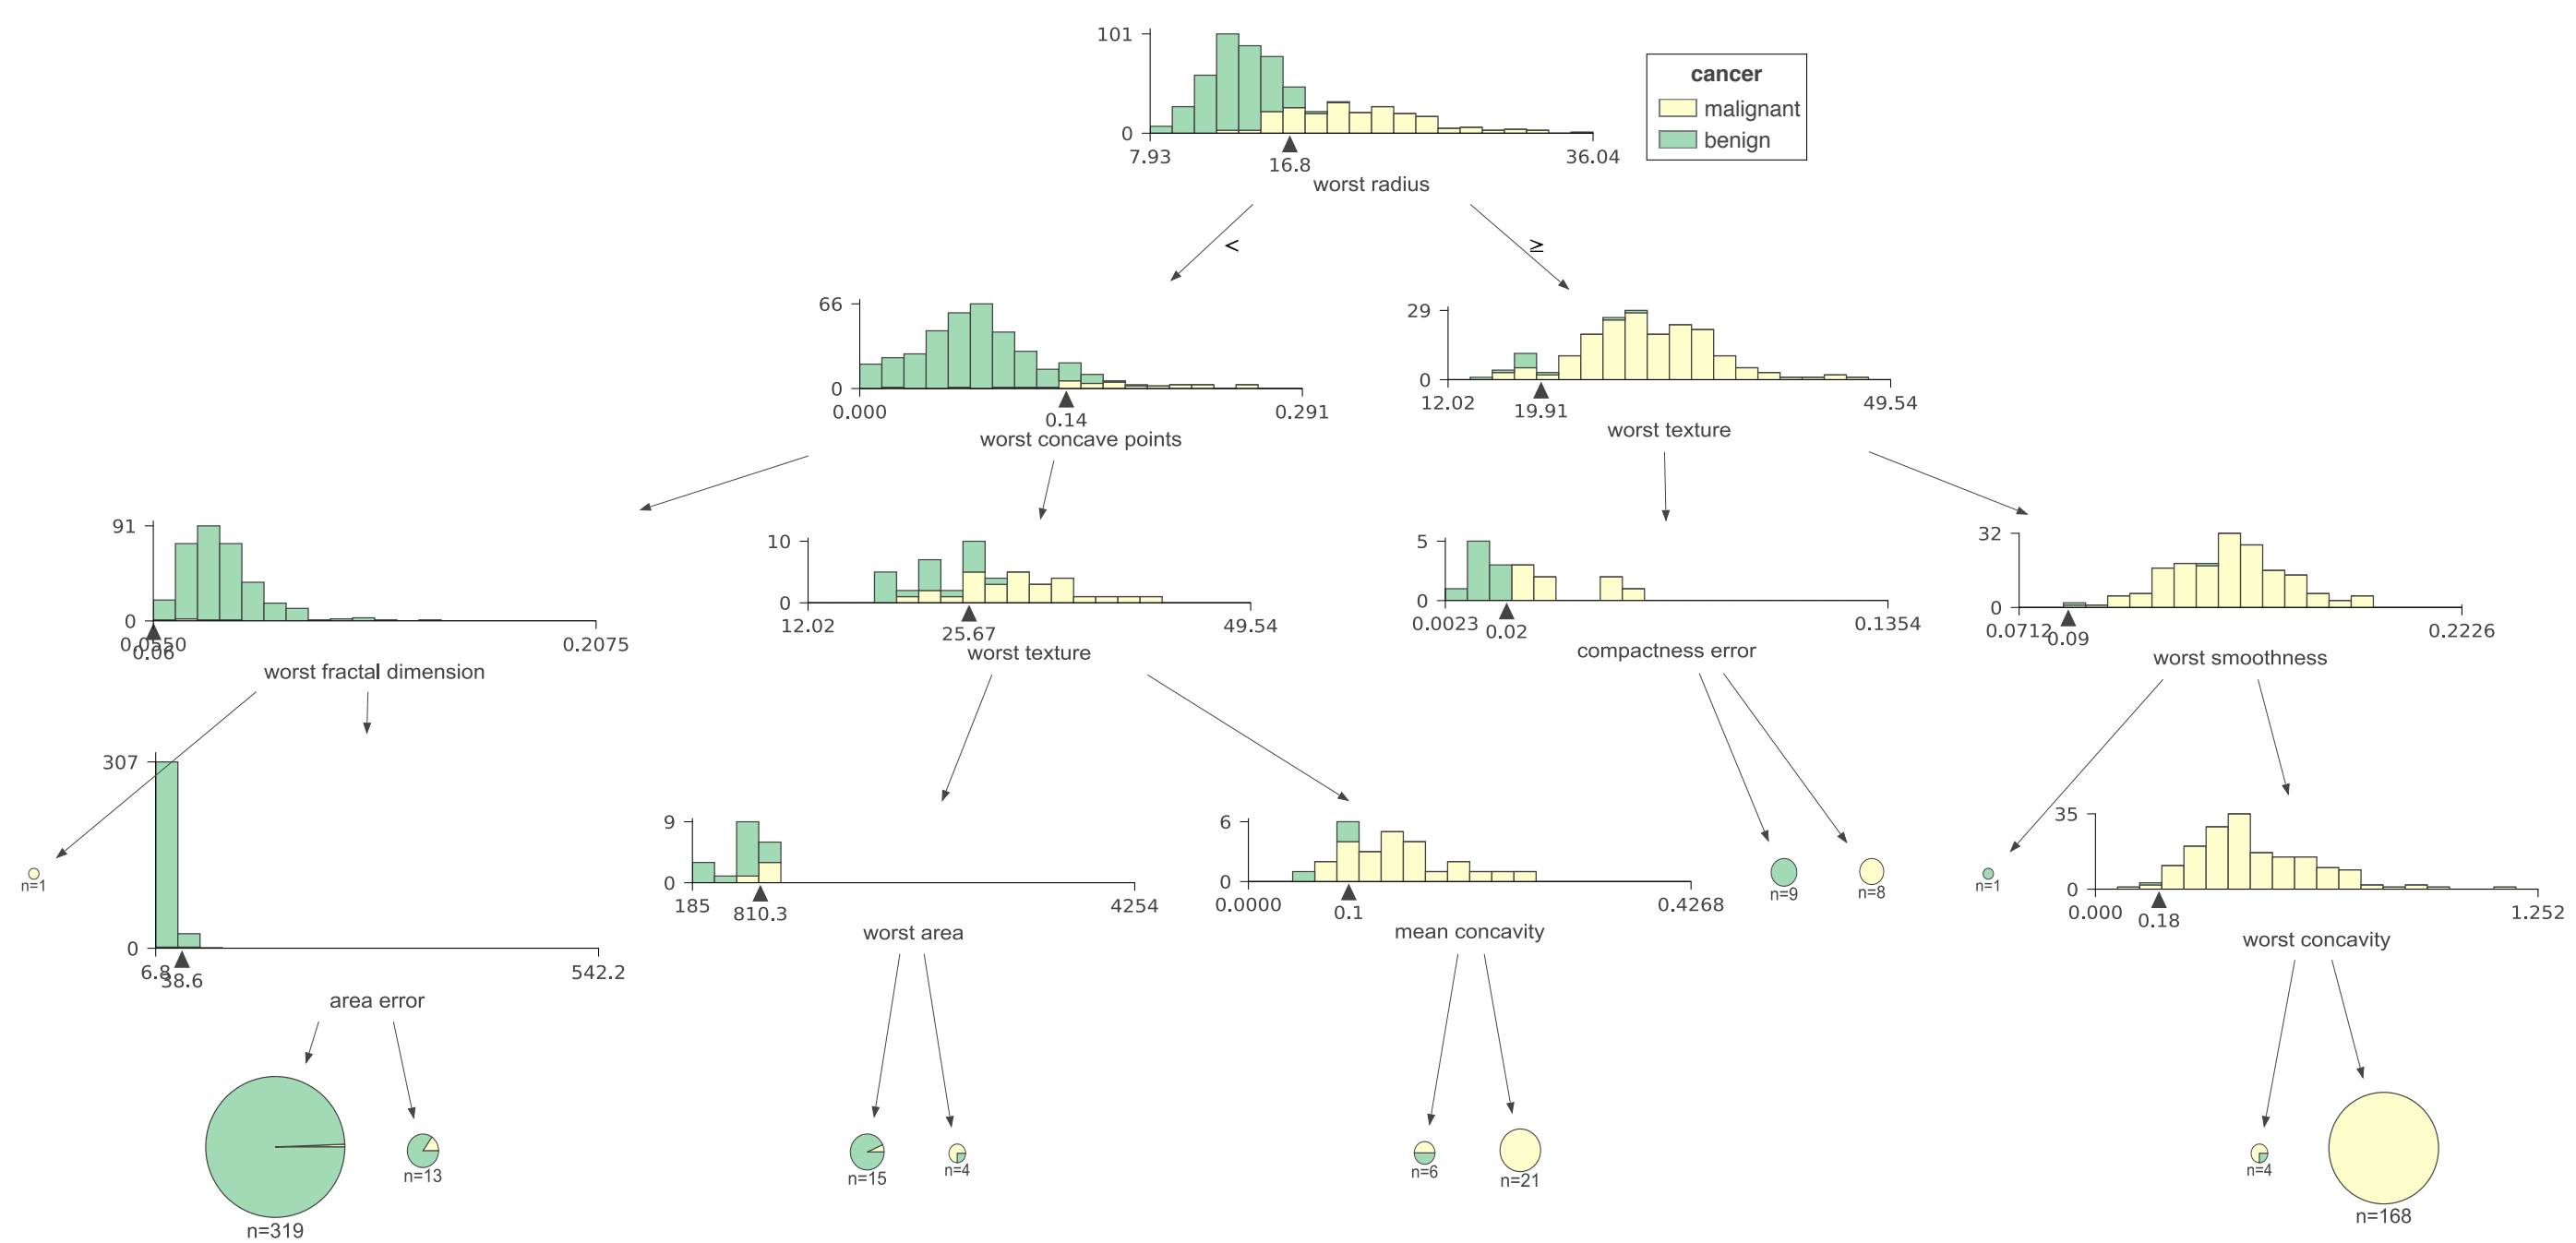 101
cancer
malignant
benign
0
7.93
36.04
16.8
worst radius
<
≥
66
0
0.000
0.291
0.14
worst concave points
29
0
12.02
49.54
19.91
worst texture
91
0
0.0550
0.2075
0.06
worst fractal dimension
10
0
12.02
49.54
25.67
worst texture
5
0
0.0023
0.1354
0.02
compactness error
32
0
0.0712
0.2226
0.09
worst smoothness
n=1
307
0
6.8
542.2
38.6
area error
9
0
185
4254
810.3
worst area
6
0
0.0000
0.4268
0.1
mean concavity
n=9
n=8
n=1
35
0
0.000
1.252
0.18
worst concavity
n=319
n=13
n=15
n=4
n=6
n=21
n=4
n=168